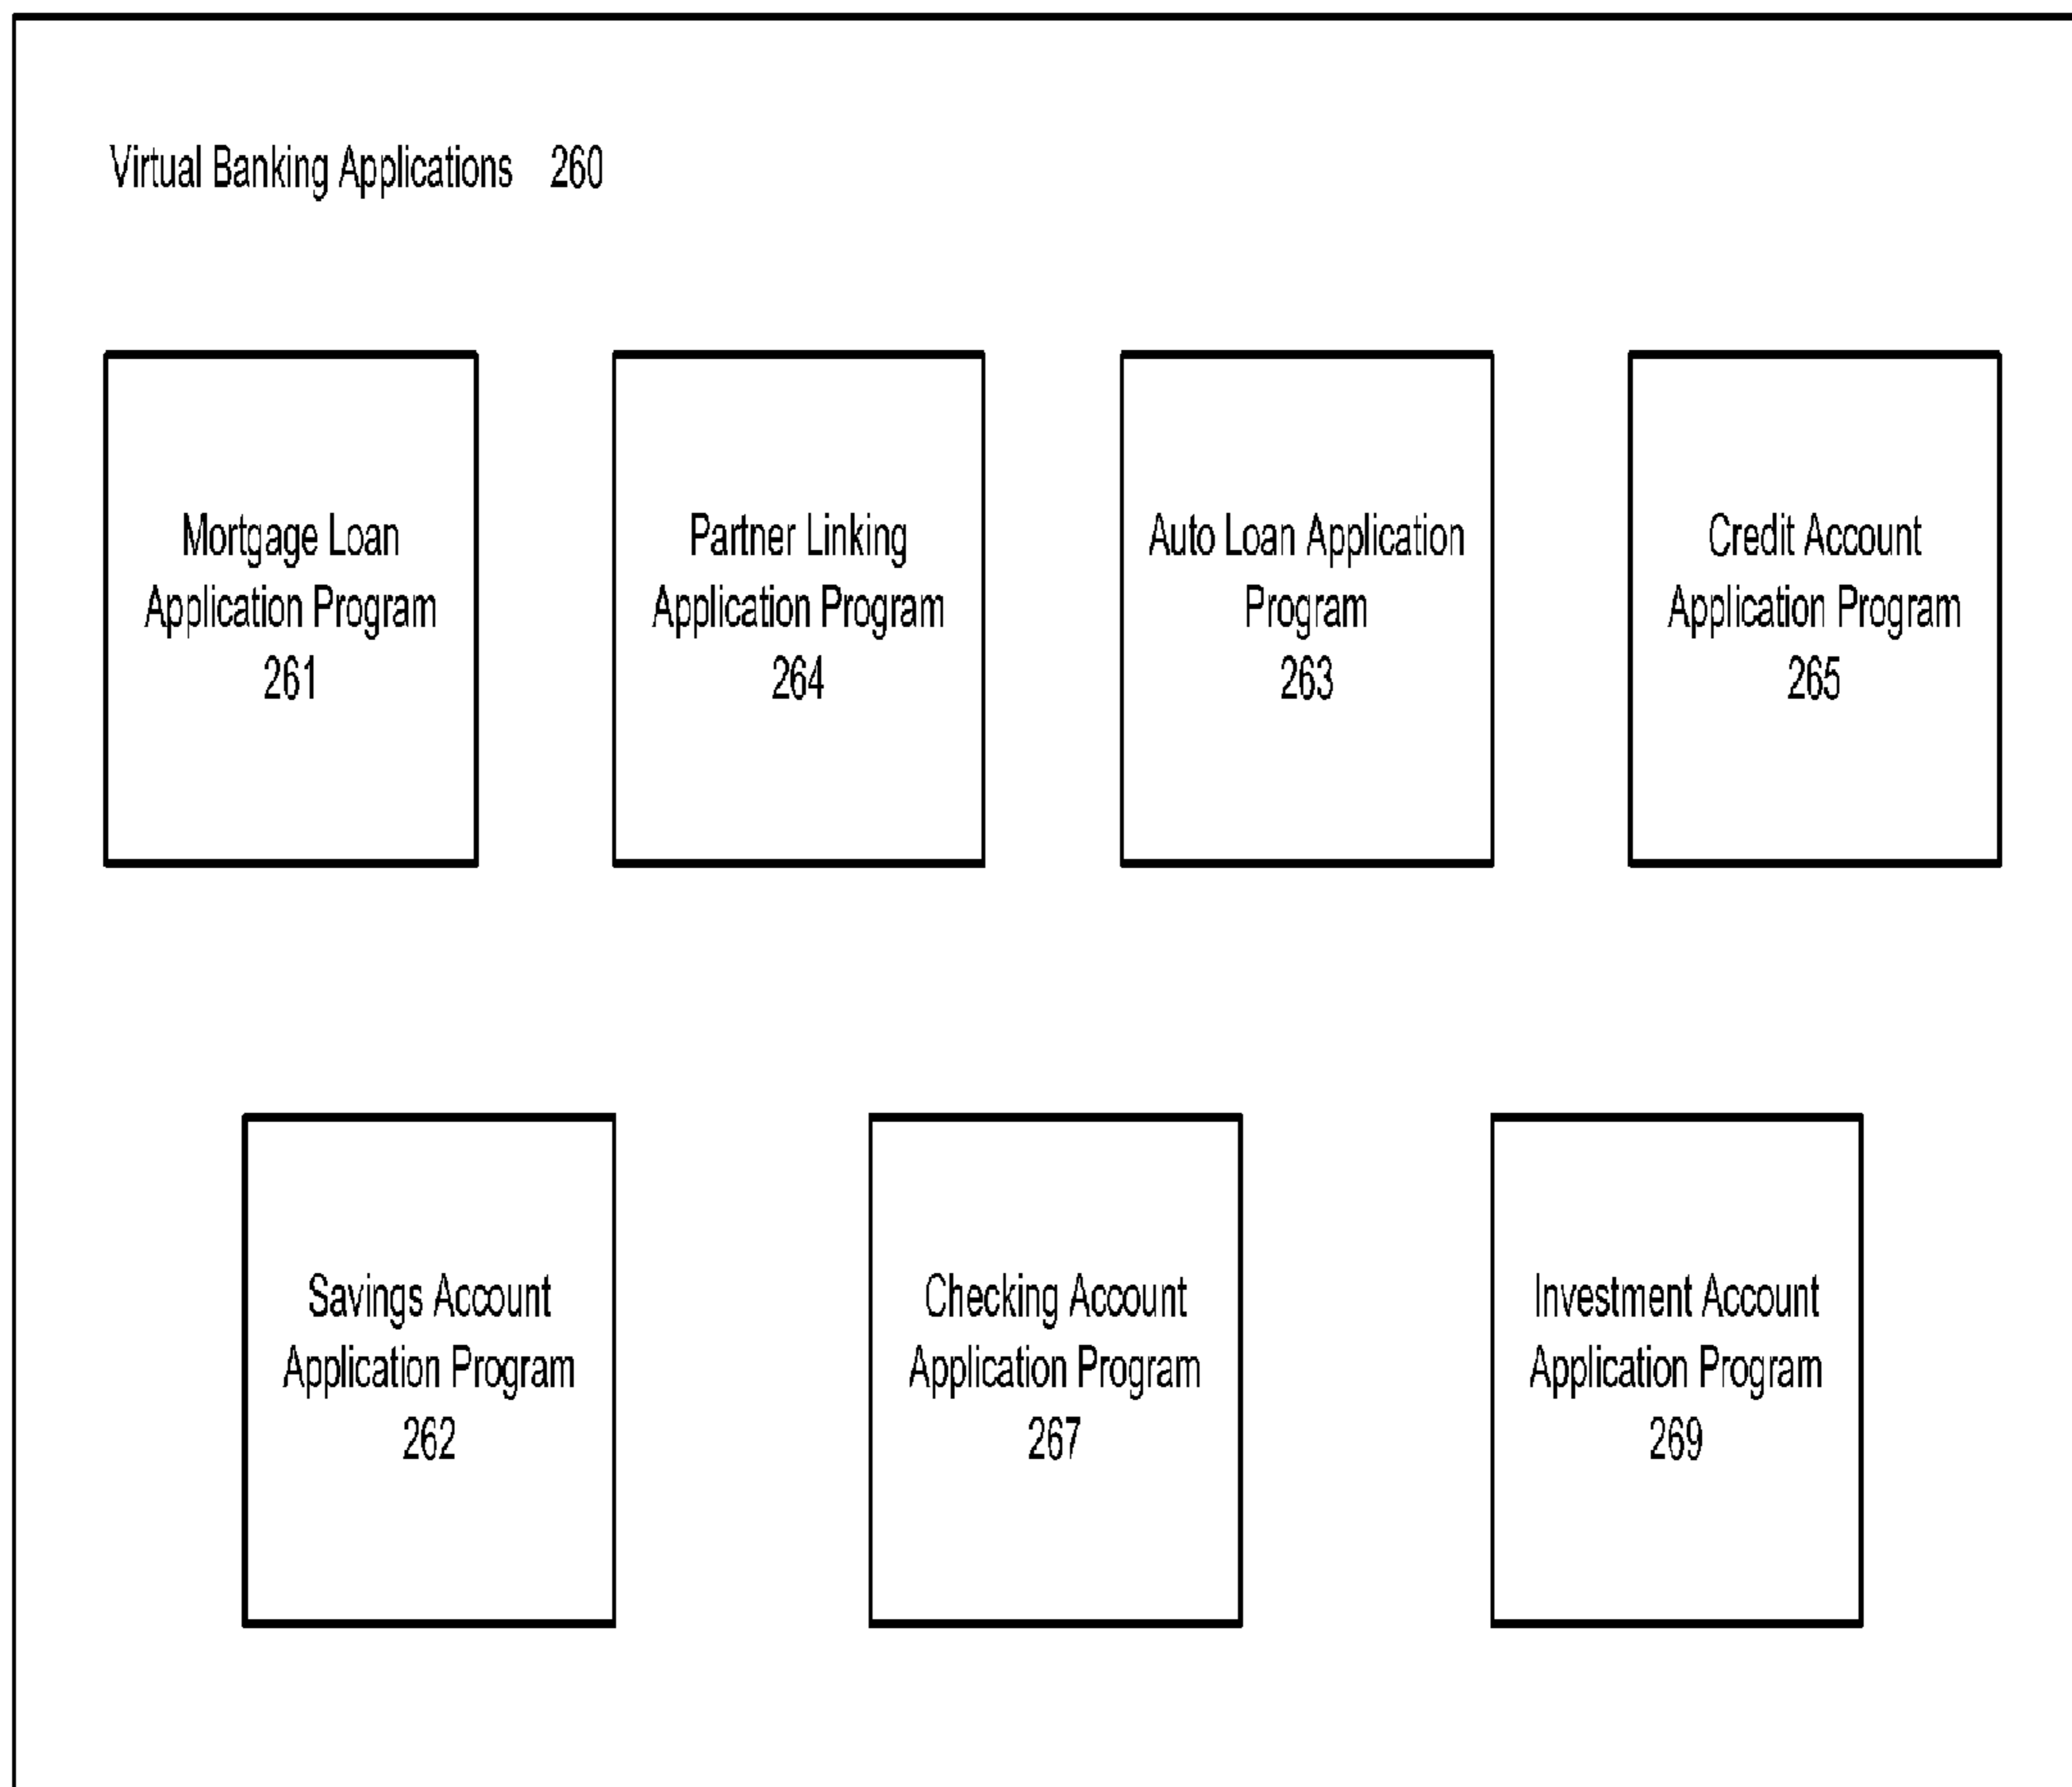 Virtual Banking Applications 260
Mortgage Loan
Application Program
261
Partner Linking
Application Program
264
Auto Loan Application
Program
263
Credit Account
Application Program
265
Savings Account
Application Program
262
Checking Account
Application Program
267
Investment Account
Application Program
269